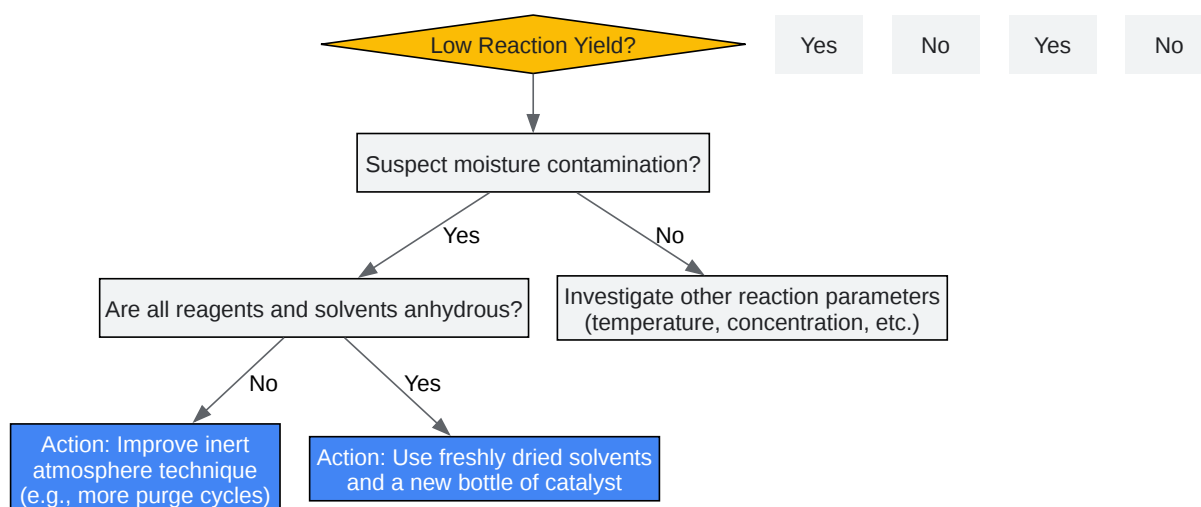 Low Reaction Yield?
Yes
No
Yes
No
Suspect moisture contamination?
Yes
No
Are all reagents and solvents anhydrous?
Investigate other reaction parameters
(temperature, concentration, etc.)
No
Yes
Action: Improve inert
atmosphere technique
(e.g., more purge cycles)
Action: Use freshly dried solvents
and a new bottle of catalyst